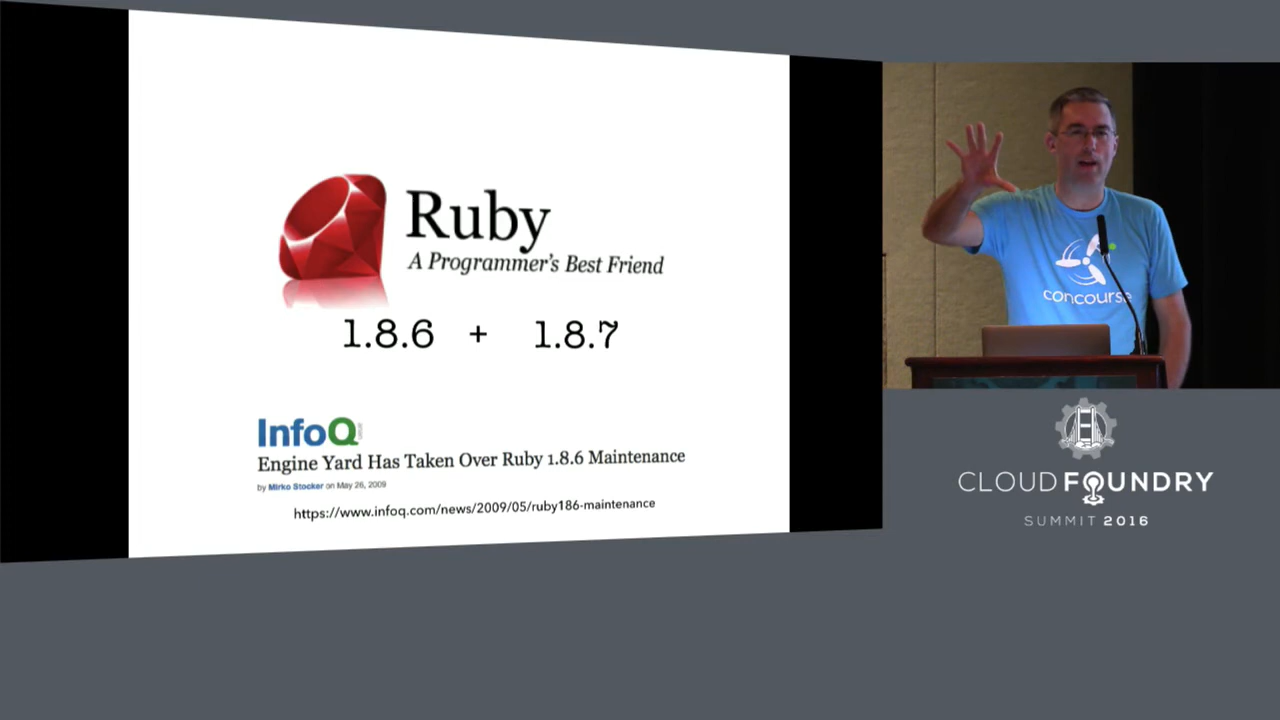 Ruby
A Programmer's Best Friend
1.8.6 + 1.8.7
InfoQ
Engine Yard Has Taken Over Ruby 1.8.6 Maintenance
by Mirko Stocker on May 26, 2009
https://www.infoq.com/news/2009/05/ruby186-maintenance
concourse
CLOUD FOUNDRY
SUMMIT 2016